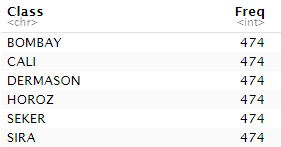 Class Freq
<chr> <int>
BOMBAY 474
CALI 474
DERMASON 474
HOROZ 474
SEKER 474
SIRA 474